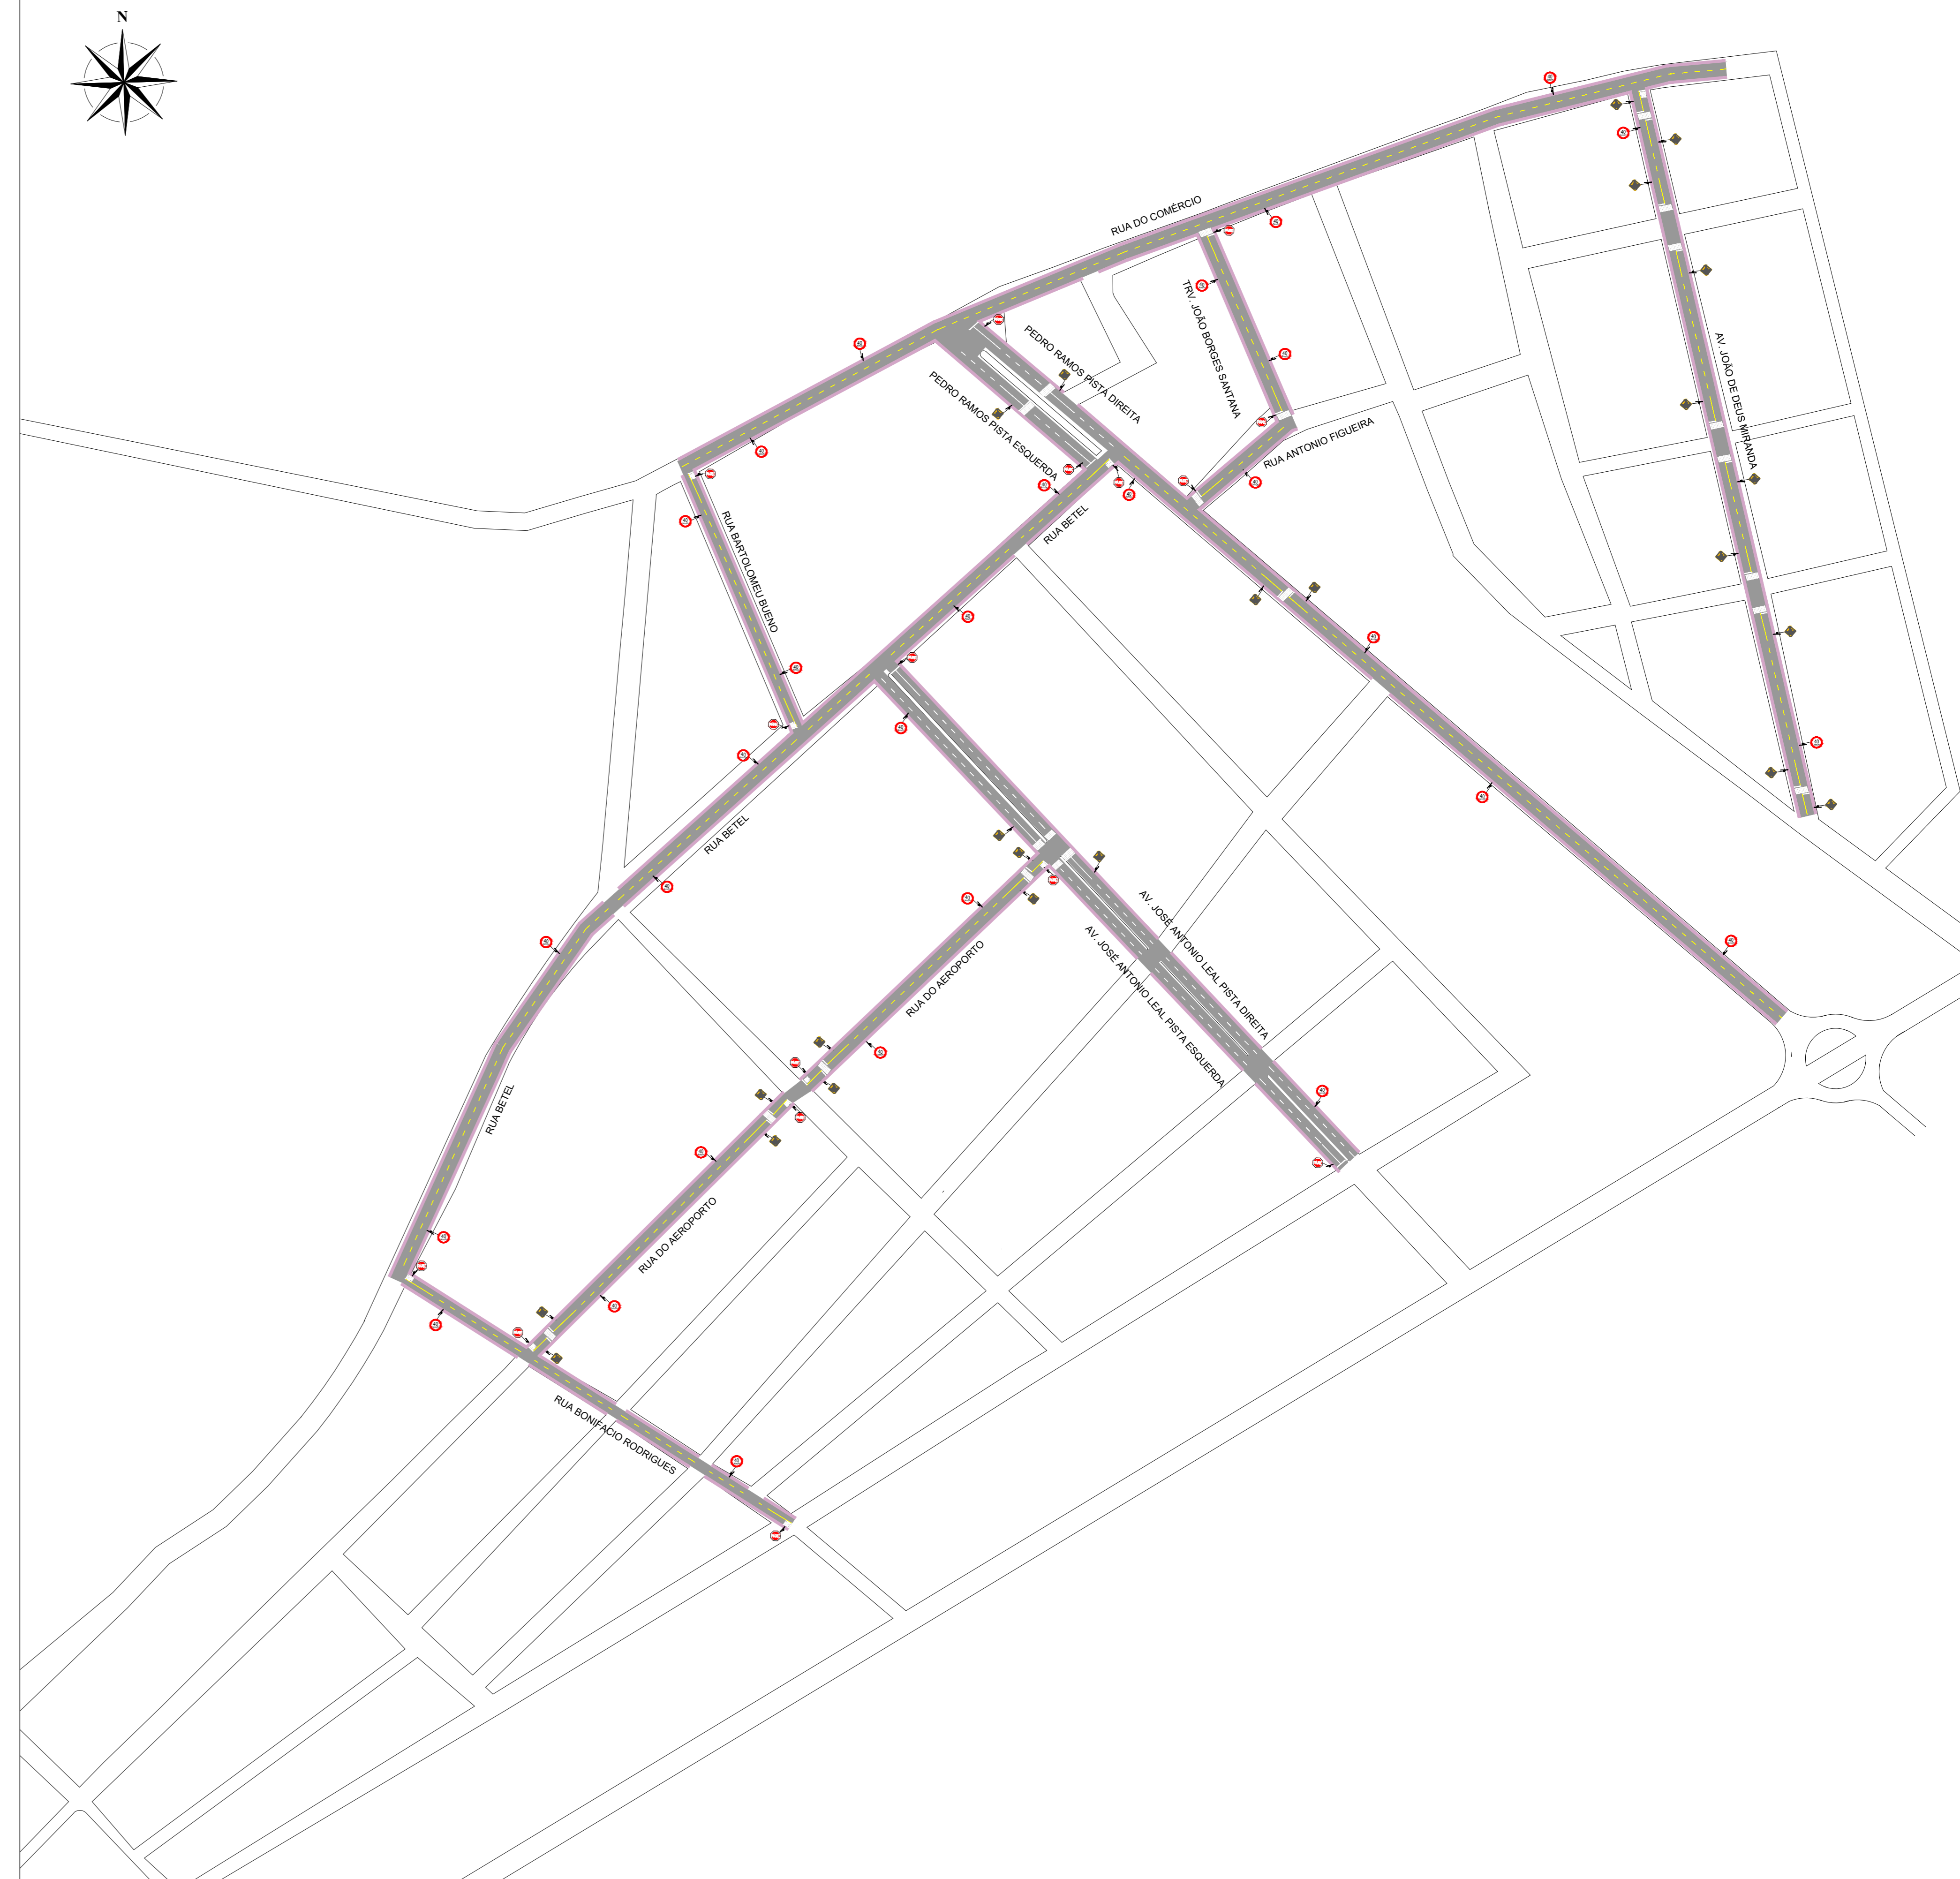 N
RUA DO COMÉRCIO
TRV. JOÃO BORGES SANTANA
PEDRO RAMOS PISTA DIREITA
PEDRO RAMOS PISTA ESQUERDA
AV. JOÃO DE DEUS MIRANDA
RUA ANTONIO FIGUEIRA
RUA BETEL
RUA BARTOLOMEU BUENO
RUA BETEL
AV. JOSÉ ANTONIO LEAL PISTA DIREITA
AV. JOSÉ ANTONIO LEAL PISTA ESQUERDA
RUA DO AEROPORTO
RUA BETEL
RUA DO AEROPORTO
RUA BONIFACIO RODRIGUES